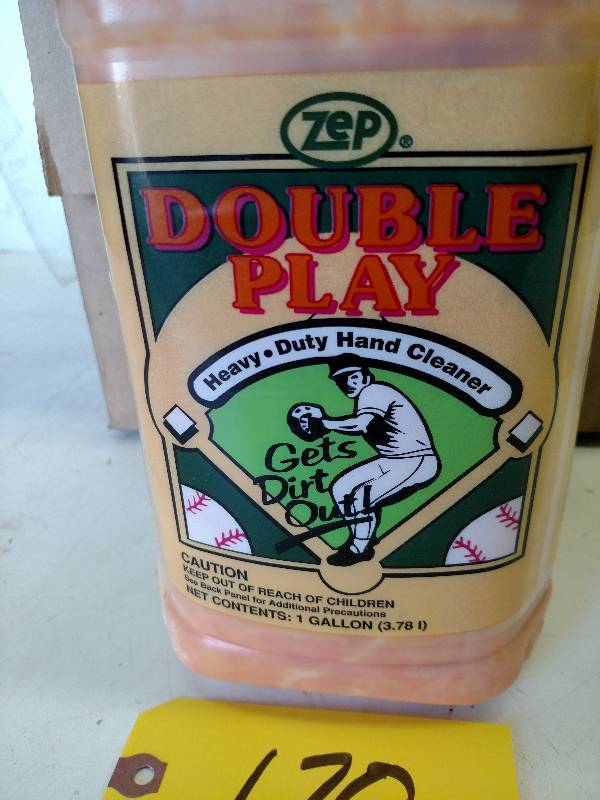 Zep®
DOUBLE
PLAY
Heavy • Duty Hand Cleaner
Gets
Dirt
Out!
CAUTION
KEEP OUT OF REACH OF CHILDREN
See Back Panel for Additional Precautions
NET CONTENTS: 1 GALLON (3.78 l)